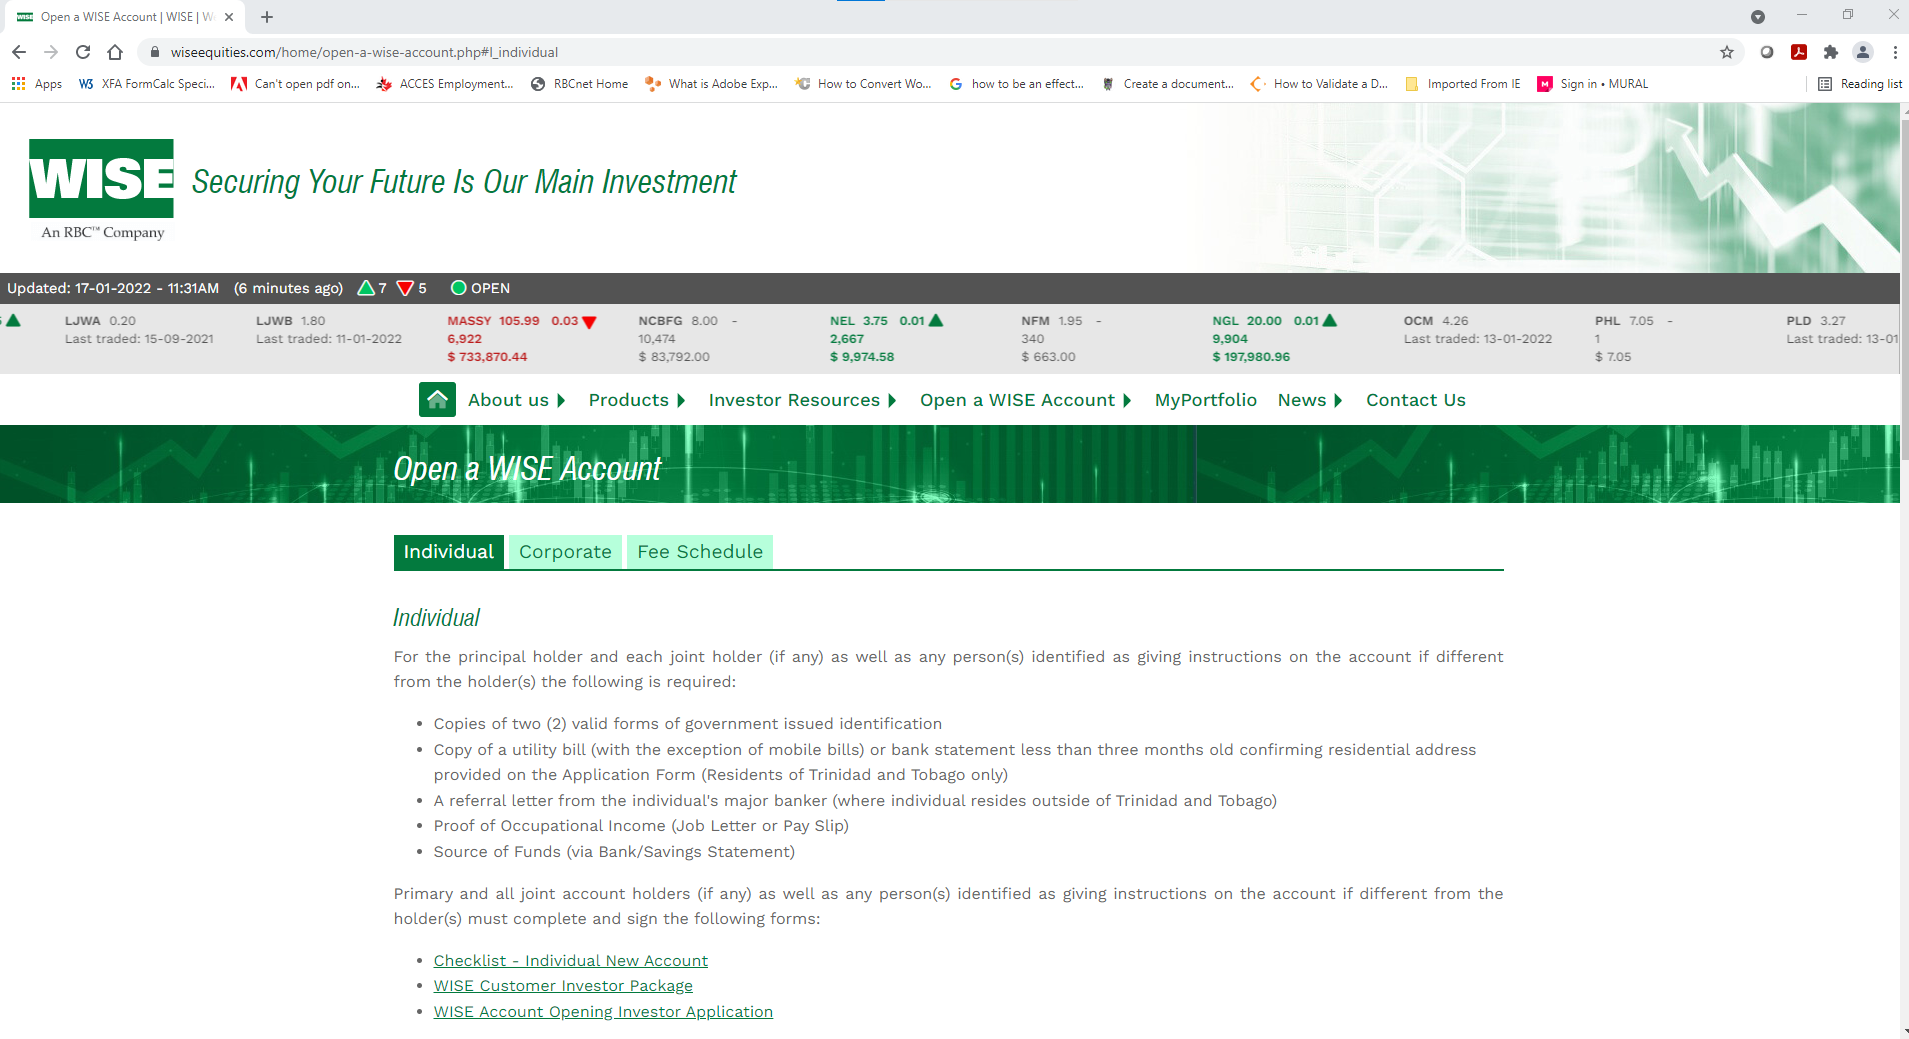 Open a WISE Account | WISE | W
wiseequities.com/home/open-a-wise-account.php#I_individual
Apps
W3 XFA FormCalc Speci...
Can't open pdf on...
ACCES Employment...
RBCnet Home
What is Adobe Exp...
How to Convert Wo...
how to be an effect...
Create a document...
How to Validate a D...
Imported From IE
Sign in • MURAL
Reading list
WISE Securing Your Future Is Our Main Investment
An RBC™ Company
Updated: 17-01-2022 - 11:31AM (6 minutes ago) 7 5 OPEN
LJWA 0.20
Last traded: 15-09-2021
LJWB 1.80
Last traded: 11-01-2022
MASSY 105.99 0.03
6,922
$ 733,870.44
NCBFG 8.00 -
10,474
$ 83,792.00
NEL 3.75 0.01
2,667
$ 9,974.58
NFM 1.95 -
340
$ 663.00
NGL 20.00 0.01
9,904
$ 197,980.96
OCM 4.26
Last traded: 13-01-2022
PHL 7.05 -
1
$ 7.05
PLD 3.27
Last traded: 13-01
About us Products Investor Resources Open a WISE Account MyPortfolio News Contact Us
Open a WISE Account
Individual Corporate Fee Schedule
Individual
For the principal holder and each joint holder (if any) as well as any person(s) identified as giving instructions on the account if different
from the holder(s) the following is required:
• Copies of two (2) valid forms of government issued identification
• Copy of a utility bill (with the exception of mobile bills) or bank statement less than three months old confirming residential address
provided on the Application Form (Residents of Trinidad and Tobago only)
• A referral letter from the individual's major banker (where individual resides outside of Trinidad and Tobago)
• Proof of Occupational Income (Job Letter or Pay Slip)
• Source of Funds (via Bank/Savings Statement)
Primary and all joint account holders (if any) as well as any person(s) identified as giving instructions on the account if different from the
holder(s) must complete and sign the following forms:
• Checklist - Individual New Account
• WISE Customer Investor Package
• WISE Account Opening Investor Application